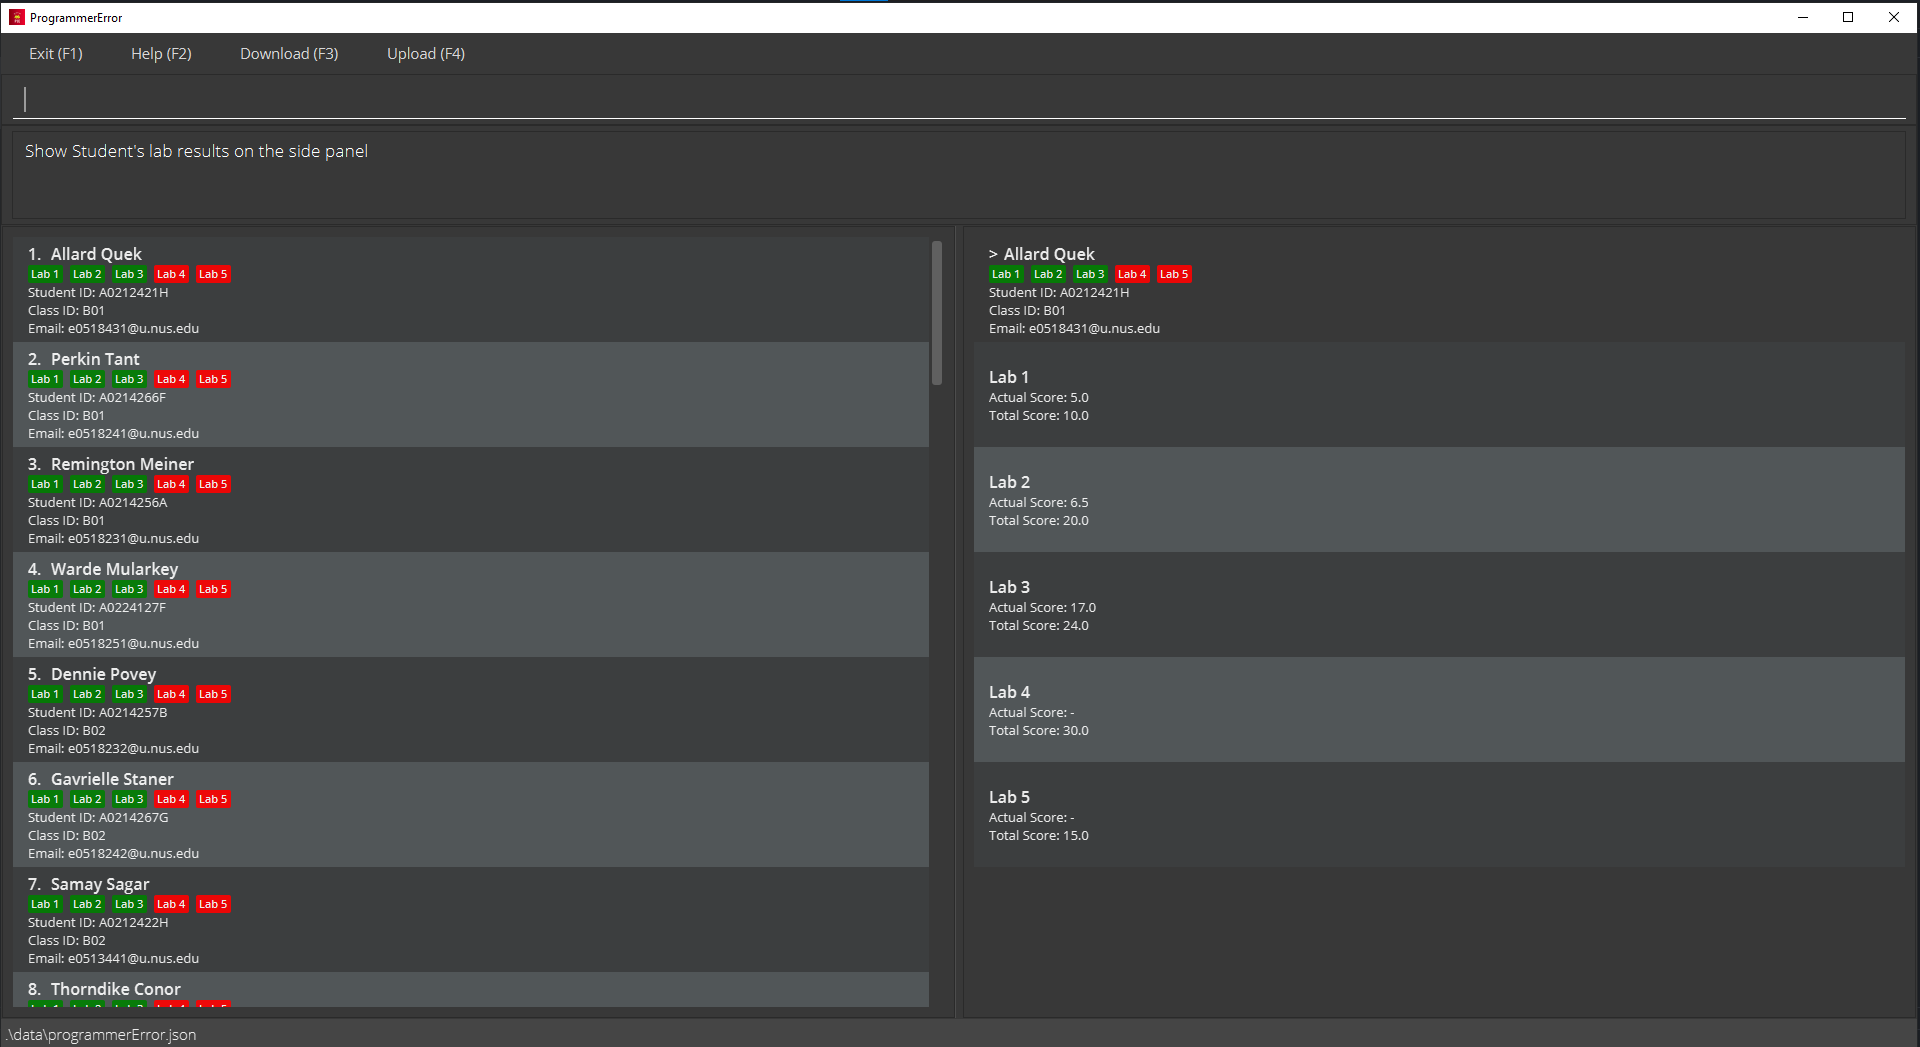 ProgrammerError
Exit (F1) Help (F2) Download (F3) Upload (F4)
Show Student's lab results on the side panel
1. Allard Quek
Lab 1 Lab 2 Lab 3 Lab 4 Lab 5
Student ID: A0212421H
Class ID: B01
Email: e0518431@u.nus.edu
2. Perkin Tant
Lab 1 Lab 2 Lab 3 Lab 4 Lab 5
Student ID: A0214266F
Class ID: B01
Email: e0518241@u.nus.edu
3. Remington Meiner
Lab 1 Lab 2 Lab 3 Lab 4 Lab 5
Student ID: A0214256A
Class ID: B01
Email: e0518231@u.nus.edu
4. Warde Mularkey
Lab 1 Lab 2 Lab 3 Lab 4 Lab 5
Student ID: A0224127F
Class ID: B01
Email: e0518251@u.nus.edu
5. Dennie Povey
Lab 1 Lab 2 Lab 3 Lab 4 Lab 5
Student ID: A0214257B
Class ID: B02
Email: e0518232@u.nus.edu
6. Gavrielle Staner
Lab 1 Lab 2 Lab 3 Lab 4 Lab 5
Student ID: A0214267G
Class ID: B02
Email: e0518242@u.nus.edu
7. Samay Sagar
Lab 1 Lab 2 Lab 3 Lab 4 Lab 5
Student ID: A0212422H
Class ID: B02
Email: e0513441@u.nus.edu
8. Thorndike Conor
> Allard Quek
Lab 1 Lab 2 Lab 3 Lab 4 Lab 5
Student ID: A0212421H
Class ID: B01
Email: e0518431@u.nus.edu
Lab 1
Actual Score: 5.0
Total Score: 10.0
Lab 2
Actual Score: 6.5
Total Score: 20.0
Lab 3
Actual Score: 17.0
Total Score: 24.0
Lab 4
Actual Score: -
Total Score: 30.0
Lab 5
Actual Score: -
Total Score: 15.0
.\data\programmerError.json